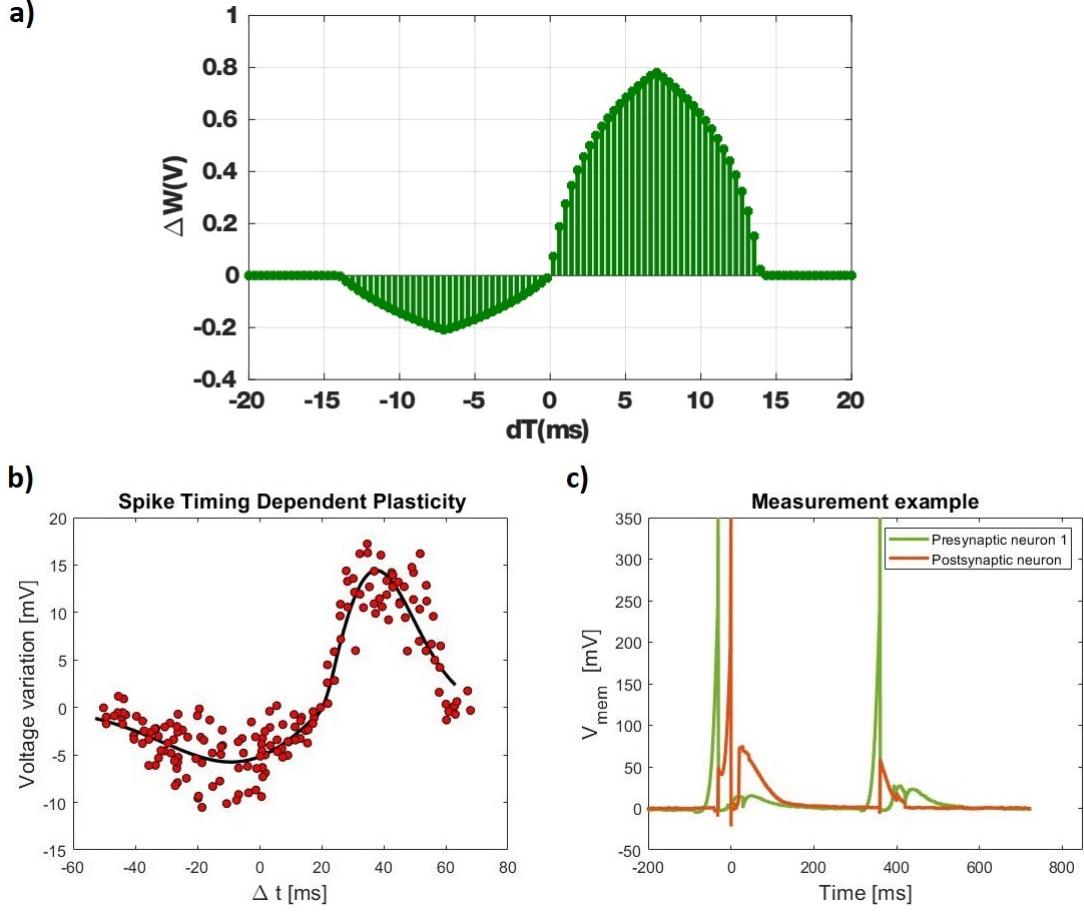 a)
1
0.8
0.6
0.4
0.2
0
-0.2
-0.4
ΔW(V)
-20 -15 -10 -5 0 5 10 15 20
dT(ms)
b)
Spike Timing Dependent Plasticity
20
15
10
5
0
-5
-10
-15
Voltage variation [mV]
-60 -40 -20 0 20 40 60 80
Δ t [ms]
c)
Measurement example
350
300
250
200
150
100
50
0
-50
V_mem [mV]
Presynaptic neuron 1
Postsynaptic neuron
-200 0 200 400 600 800
Time [ms]